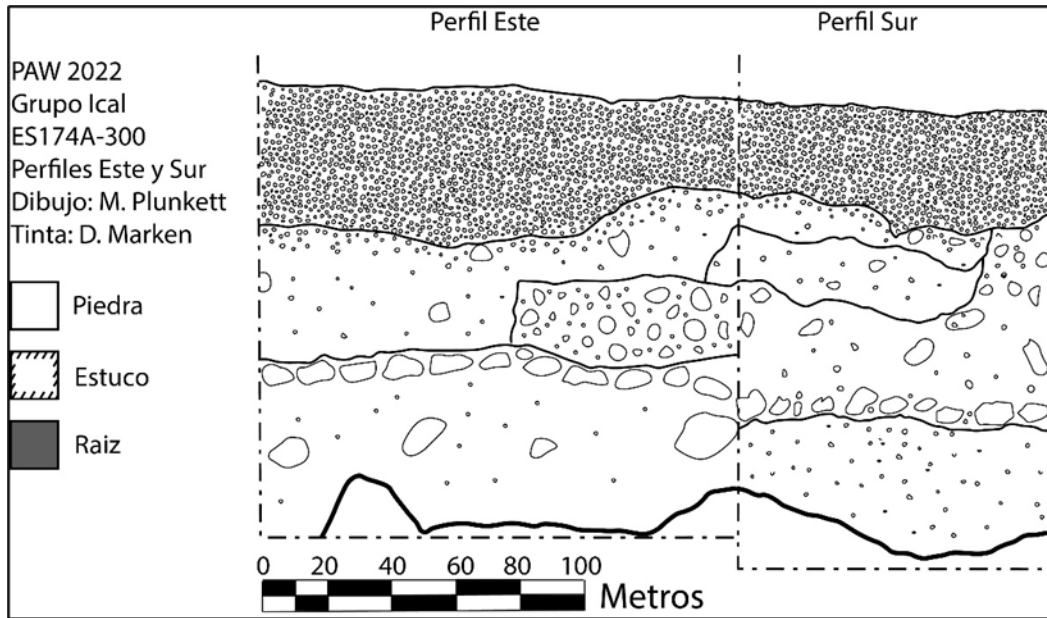 Perfil Este
Perfil Sur
PAW 2022
Grupo Ical
ES174A-300
Perfiles Este y Sur
Dibujo: M. Plunkett
Tinta: D. Marken
Piedra
Estuco
Raiz
0 20 40 60 80 100
Metros